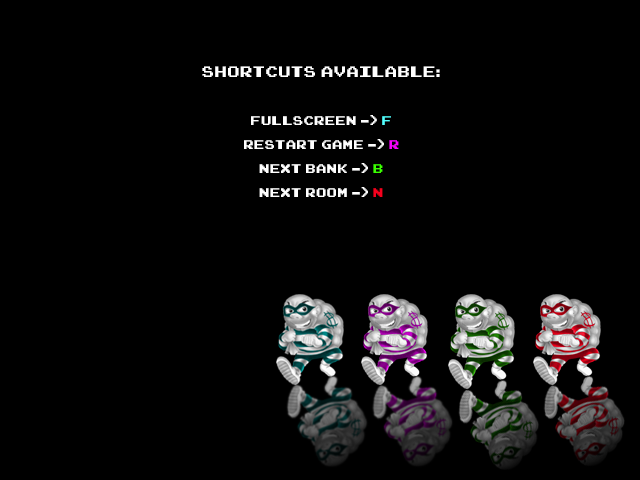 SHORTCUTS AVAILABLE:
FULLSCREEN -> F
RESTART GAME -> R
NEXT BANK -> B
NEXT ROOM -> N